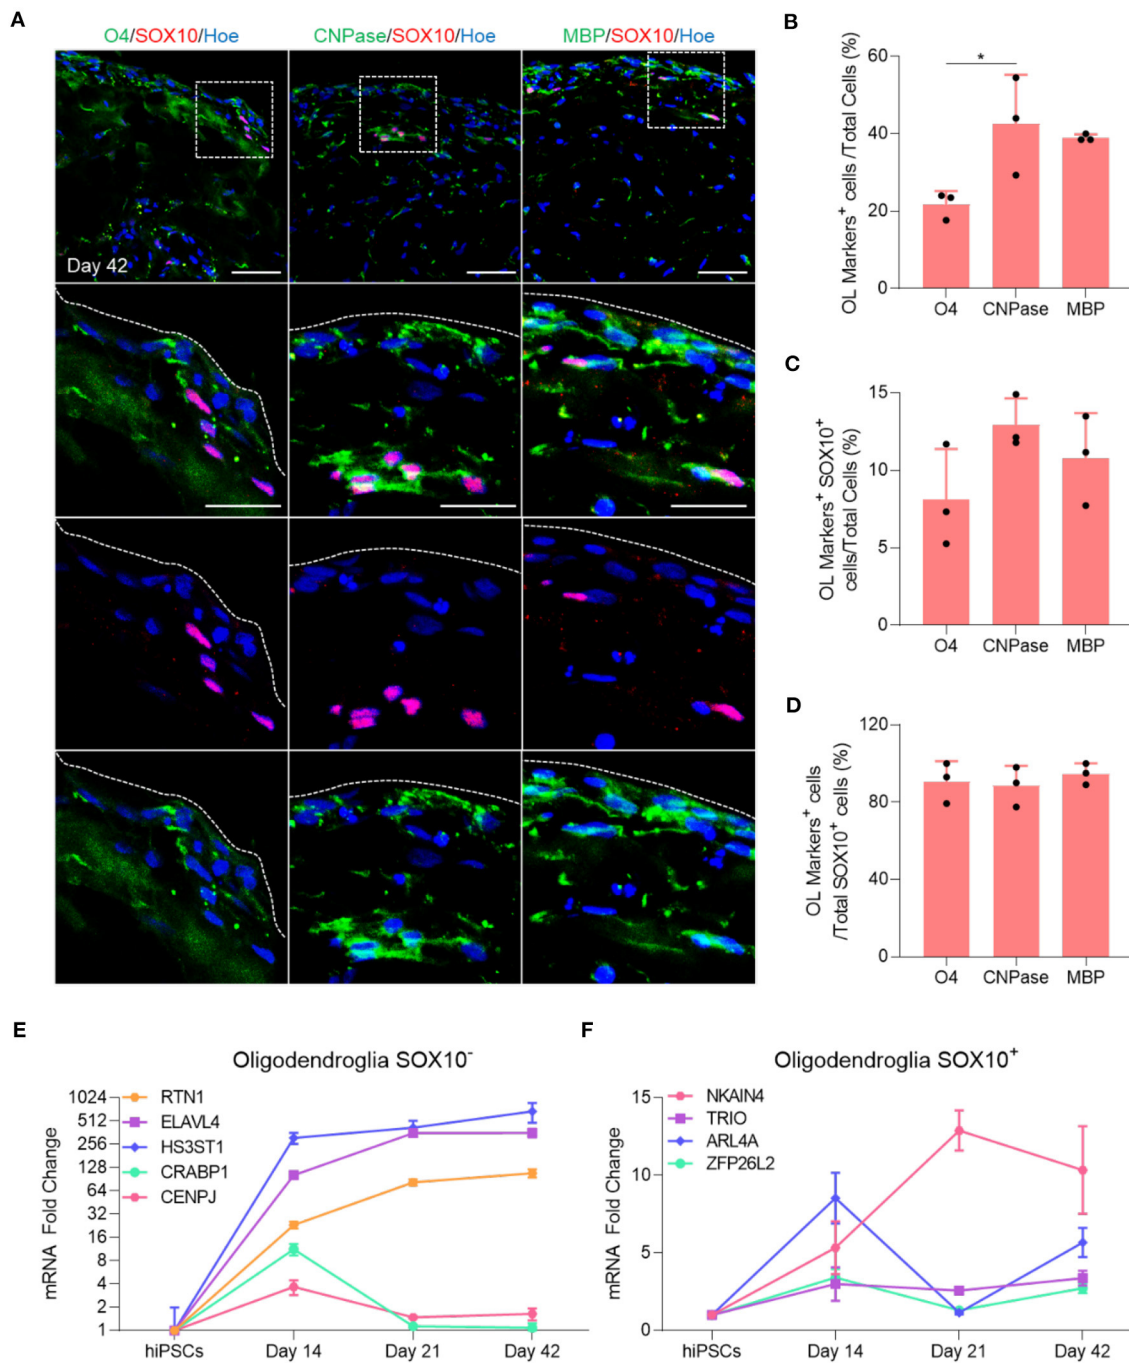 A
O4/SOX10/Hoe
CNPase/SOX10/Hoe
MBP/SOX10/Hoe
Day 42
B
OL Markers⁺ cells /Total Cells (%)
60
40
20
0
O4
CNPase
MBP
*
C
OL Markers⁺ SOX10⁺
cells/Total Cells (%)
15
10
5
0
O4
CNPase
MBP
D
OL Markers⁺ cells
/Total SOX10⁺ cells (%)
120
80
40
0
O4
CNPase
MBP
E
Oligodendroglia SOX10⁻
mRNA Fold Change
1024
512
256
128
64
32
16
8
4
2
1
RTN1
ELAVL4
HS3ST1
CRABP1
CENPJ
hiPSCs
Day 14
Day 21
Day 42
F
Oligodendroglia SOX10⁺
mRNA Fold Change
15
10
5
0
NKAIN4
TRIO
ARL4A
ZFP26L2
hiPSCs
Day 14
Day 21
Day 42